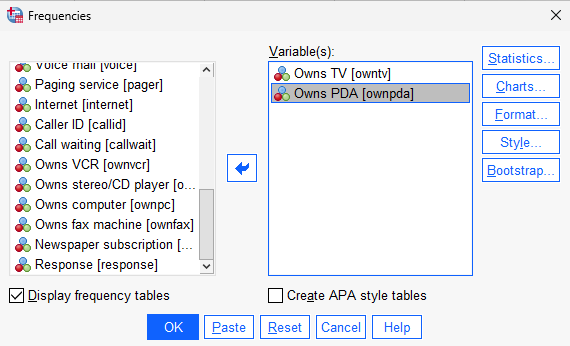 Frequencies
Variable(s):
Voice mail [voice]
Paging service [pager]
Internet [internet]
Caller ID [callid]
Call waiting [callwait]
Owns VCR [ownvcr]
Owns stereo/CD player [o...
Owns computer [ownpc]
Owns fax machine [ownfax]
Newspaper subscription [...
Response [response]
Owns TV [owntv]
Owns PDA [ownpda]
Statistics...
Charts...
Format...
Style...
Bootstrap...
Display frequency tables
Create APA style tables
OK
Paste
Reset
Cancel
Help